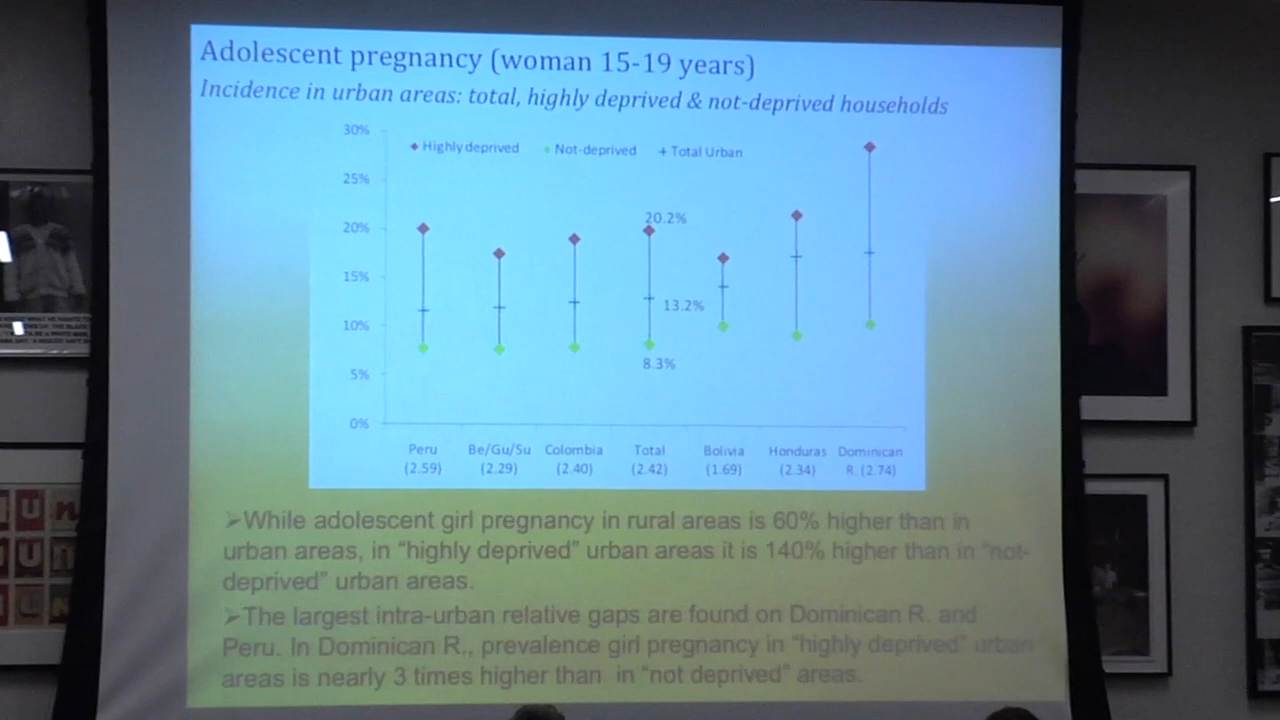 Adolescent pregnancy (woman 15-19 years)
Incidence in urban areas: total, highly deprived & not-deprived households
30%
Highly deprived Not-deprived + Total Urban
25%
20%
15%
10%
5%
0%
20.2%
13.2%
8.3%
Peru Be/Gu/Su Colombia Total Bolivia Honduras Dominican
(2.59) (2.29) (2.40) (2.42) (1.69) (2.34) R. (2.74)
➢While adolescent girl pregnancy in rural areas is 60% higher than in
urban areas, in “highly deprived” urban areas it is 140% higher than in “not-
deprived” urban areas.
➢The largest intra-urban relative gaps are found on Dominican R. and
Peru. In Dominican R., prevalence girl pregnancy in “highly deprived” urban
areas is nearly 3 times higher than in “not deprived” areas.